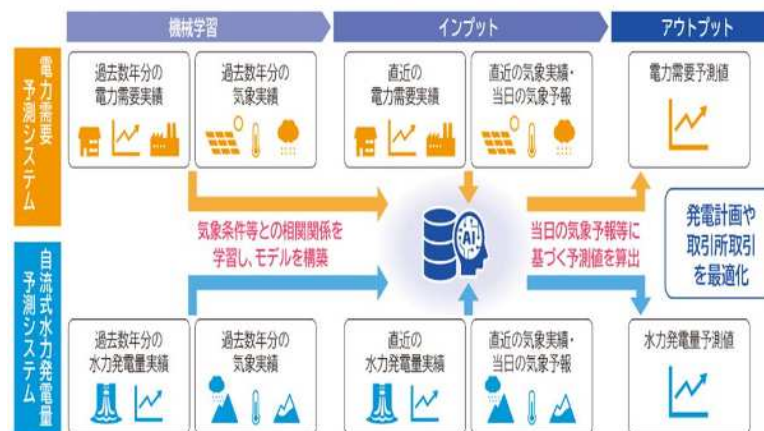 機械学習
インプット
アウトプット
電力需要
予測システム
過去数年分の
電力需要実績
過去数年分の
気象実績
直近の
電力需要実績
直近の気象実績・
当日の気象予報
電力需要予測値
気象条件等との相関関係を
学習し、モデルを構築
AI
当日の気象予報等に
基づく予測値を算出
発電計画や
取引所取引
を最適化
自流式水力発電量
予測システム
過去数年分の
水力発電量実績
過去数年分の
気象実績
直近の
水力発電量実績
直近の気象実績・
当日の気象予報
水力発電量予測値